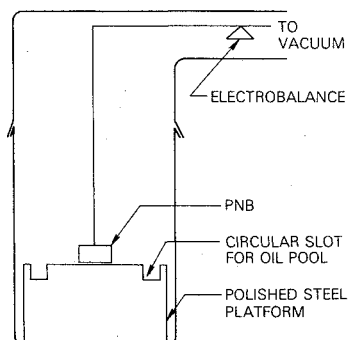 TO
VACUUM
ELECTROBALANCE
PNB
CIRCULAR SLOT
FOR OIL POOL
POLISHED STEEL
PLATFORM